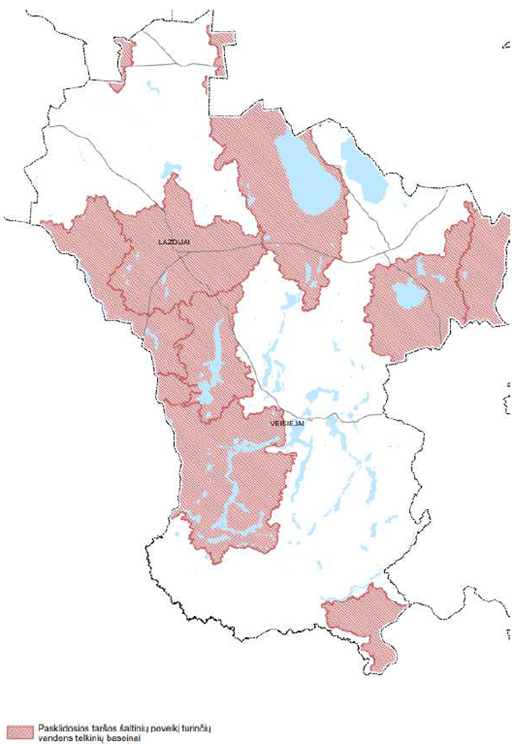 LAZDIJAI
VEISIEJAI
Pasklidosios taršos šaltinių poveikį turinčių
vandens telkinių baseinai